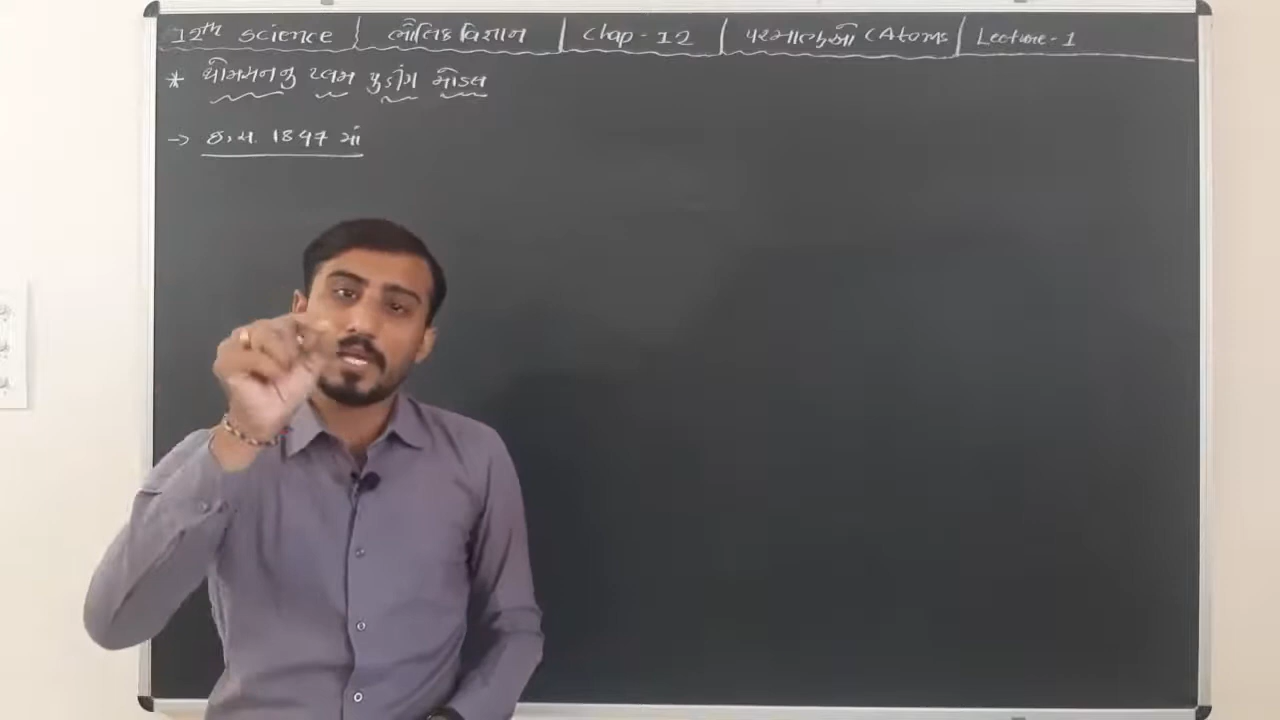 12th science | ભૌતિક વિજ્ઞાન | Chap - 12 | પરમાણુઓ (Atoms | Lecture - 1
* થોમસનનુ પ્લમ પુડીંગ મોડલ
→ ઇ.સ. 1897 માં